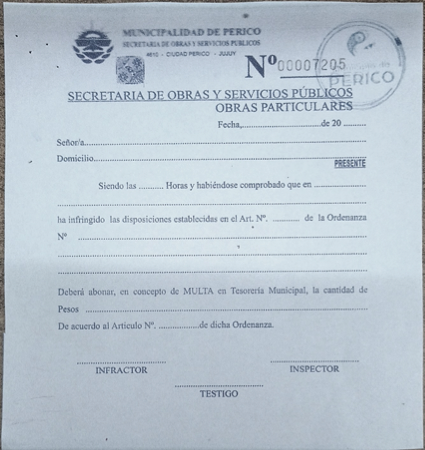 MUNICIPALIDAD DE PERICO
SECRETARIA DE OBRAS Y SERVICIOS PUBLICOS
4610 - CIUDAD PERICO - JUJUY
Nº 00007205
PERICO
SECRETARIA DE OBRAS Y SERVICIOS PÚBLICOS
OBRAS PARTICULARES
Fecha,.................................de 20 .........
Señor/a...................................................................................
Domicilio.................................................................................
PRESENTE
Siendo las .......... Horas y habiéndose comprobado que en .....................
..........................................................................................
ha infringido las disposiciones establecidas en el Art. Nº. .......... de la Ordenanza
Nº ......................................................................................
..........................................................................................
..........................................................................................
Deberá abonar, en concepto de MULTA en Tesorería Municipal, la cantidad de
Pesos ...................................................................................
De acuerdo al Articulo Nº. ...............de dicha Ordenanza.
INFRACTOR
INSPECTOR
TESTIGO